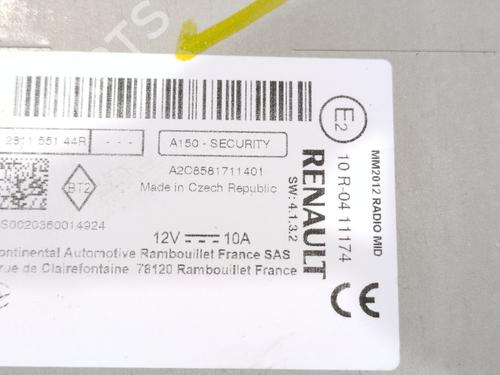 2811 551 44R - - -
A150 - SECURITY
A2C8581711401
Made in Czech Republic
BT2
S0020360014924
12V 10A
ontinental Automotive Rambouillet France SAS
rue de Clairefontaine 78120 Rambouillet France
RENAULT
SW: 4.1.3.2
E2
10 R-04 11174
MM2012 RADIO MID
CE